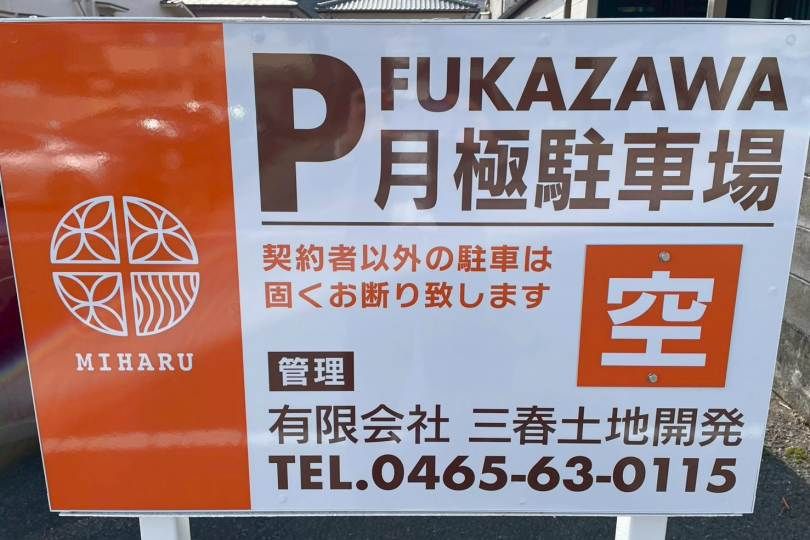 MIHARU
P
FUKAZAWA
月極駐車場
契約者以外の駐車は
固くお断り致します
空
管理
有限会社 三春土地開発
TEL.0465-63-0115